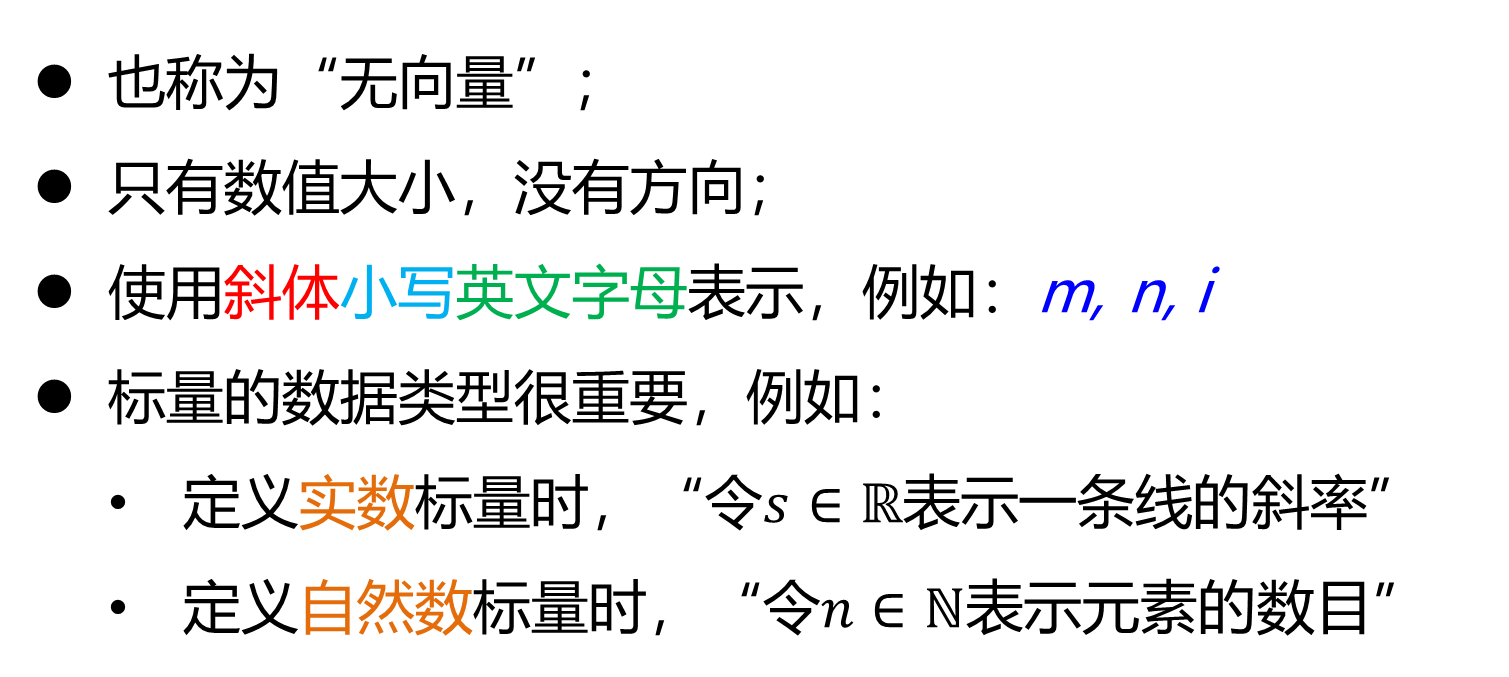 ● 也称为“无向量”；
● 只有数值大小，没有方向；
● 使用斜体小写英文字母表示，例如：m, n, i
● 标量的数据类型很重要，例如：
• 定义实数标量时，“令s ∈ ℝ表示一条线的斜率”
• 定义自然数标量时，“令n ∈ ℕ表示元素的数目”